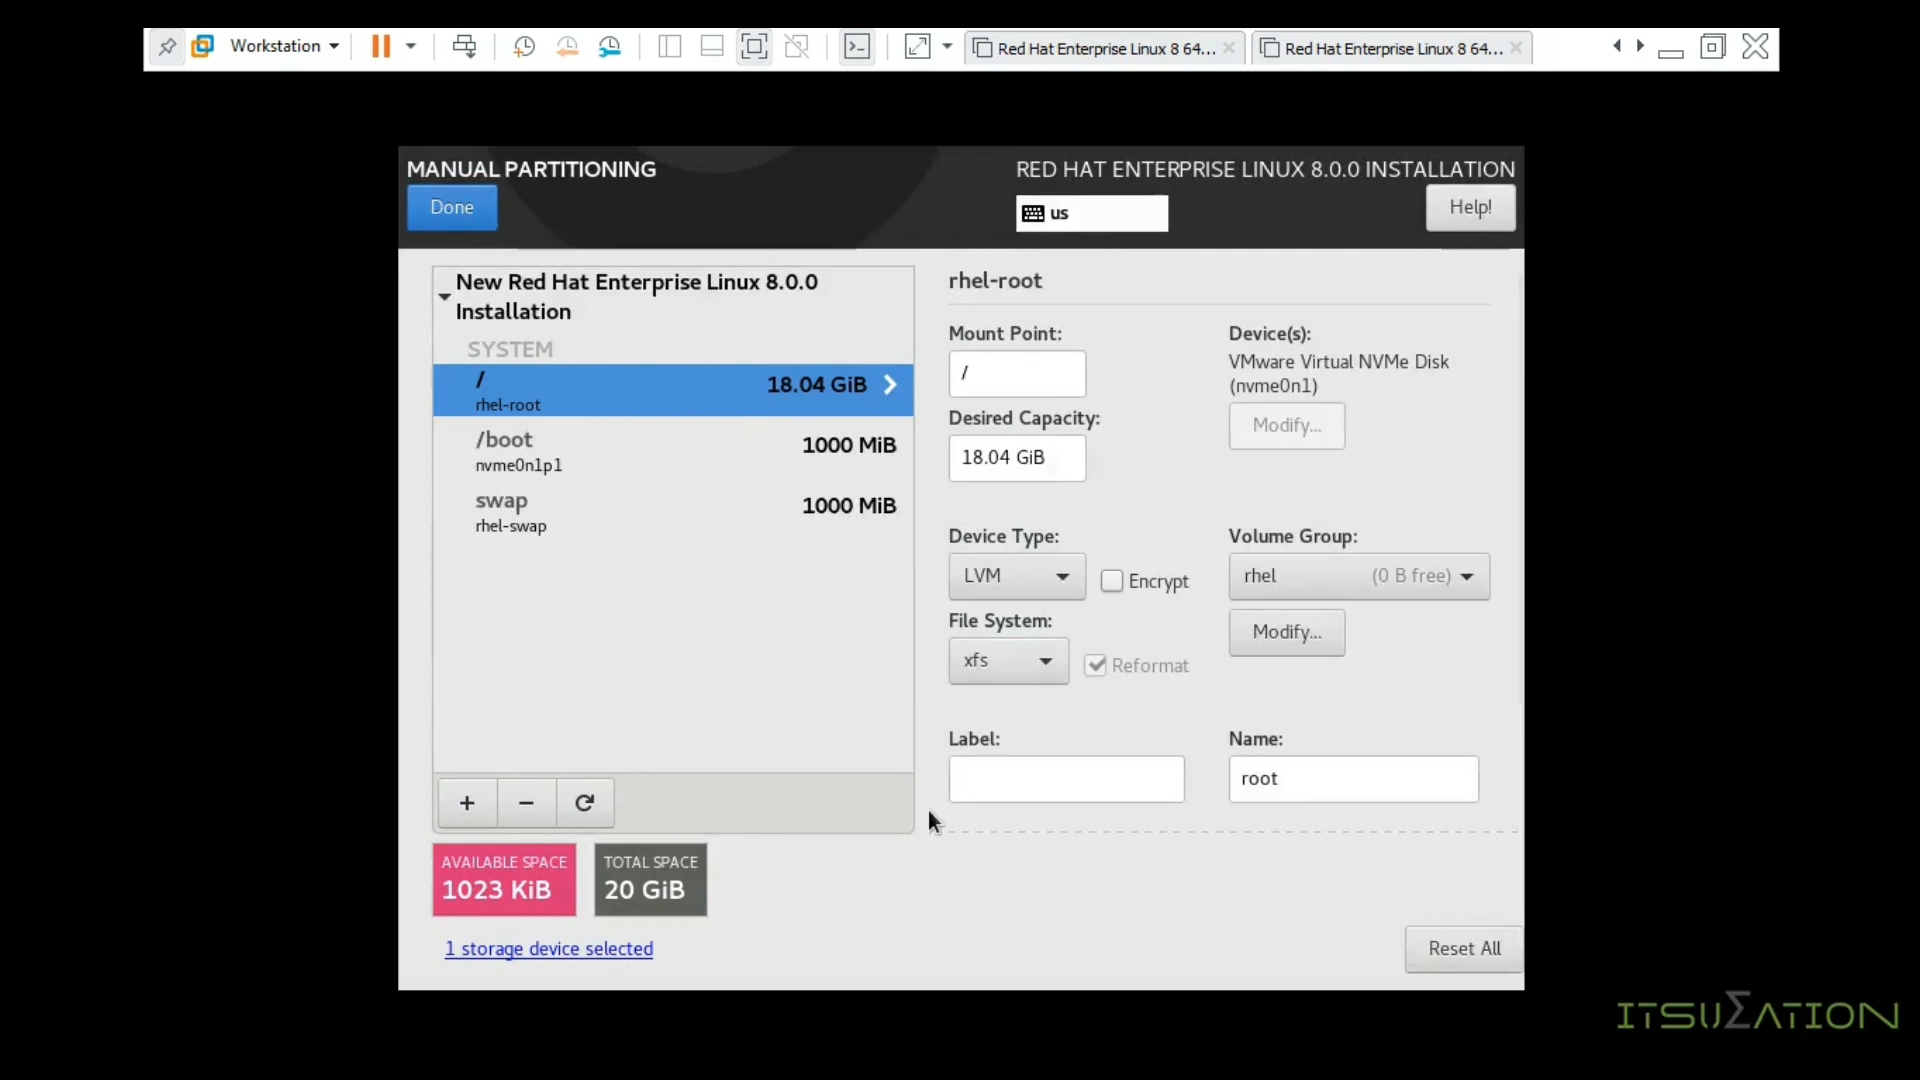 Workstation
Red Hat Enterprise Linux 8 64...
Red Hat Enterprise Linux 8 64...
MANUAL PARTITIONING
RED HAT ENTERPRISE LINUX 8.0.0 INSTALLATION
Done
us
Help!
New Red Hat Enterprise Linux 8.0.0
Installation
SYSTEM
/
18.04 GiB
rhel-root
/boot
1000 MiB
nvme0n1p1
swap
1000 MiB
rhel-swap
+
-
AVAILABLE SPACE
1023 KiB
TOTAL SPACE
20 GiB
1 storage device selected
rhel-root
Mount Point:
/
Device(s):
VMware Virtual NVMe Disk
(nvme0n1)
Modify...
Desired Capacity:
18.04 GiB
Device Type:
LVM
Encrypt
Volume Group:
rhel (0 B free)
Modify...
File System:
xfs
Reformat
Label:
Name:
root
Reset All
ITSUΣATION